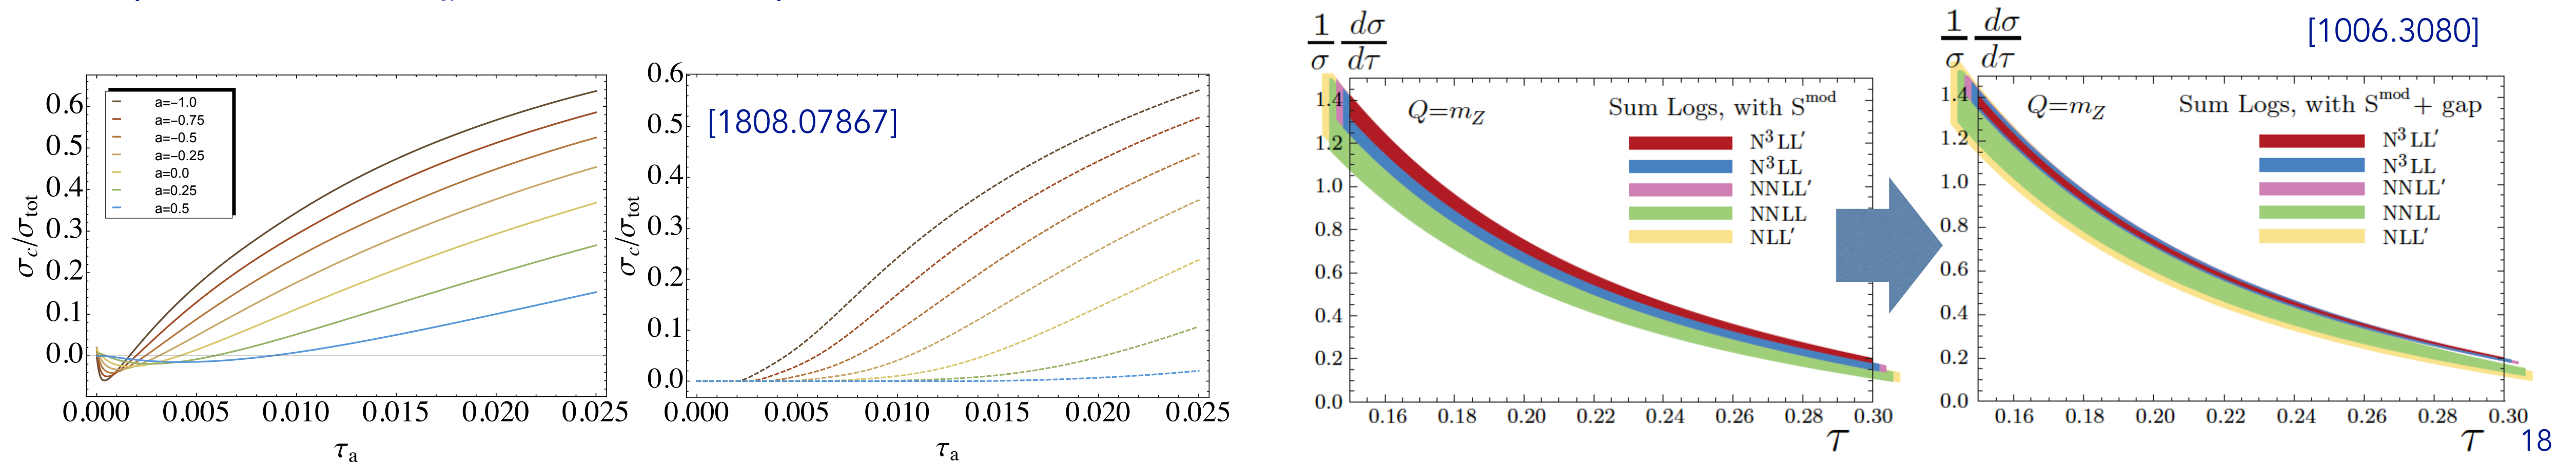 0.6
0.5
0.4
0.3
0.2
0.1
0.0
σc/σtot
a=-1.0
a=-0.75
a=-0.5
a=-0.25
a=0.0
a=0.25
a=0.5
0.000 0.005 0.010 0.015 0.020 0.025
τa
0.6
0.5
0.4
0.3
0.2
0.1
0.0
σc/σtot
[1808.07867]
0.000 0.005 0.010 0.015 0.020 0.025
τa
1/σ dσ/dτ
1.4
1.2
1.0
0.8
0.6
0.4
0.2
0.0
Q=mZ
Sum Logs, with Smod
N3LL′
N3LL
NNLL′
NNLL
NLL′
0.16 0.18 0.20 0.22 0.24 0.26 0.28 0.30
τ
1/σ dσ/dτ
[1006.3080]
1.4
1.2
1.0
0.8
0.6
0.4
0.2
0.0
Q=mZ
Sum Logs, with Smod + gap
N3LL′
N3LL
NNLL′
NNLL
NLL′
0.16 0.18 0.20 0.22 0.24 0.26 0.28 0.30
τ
18